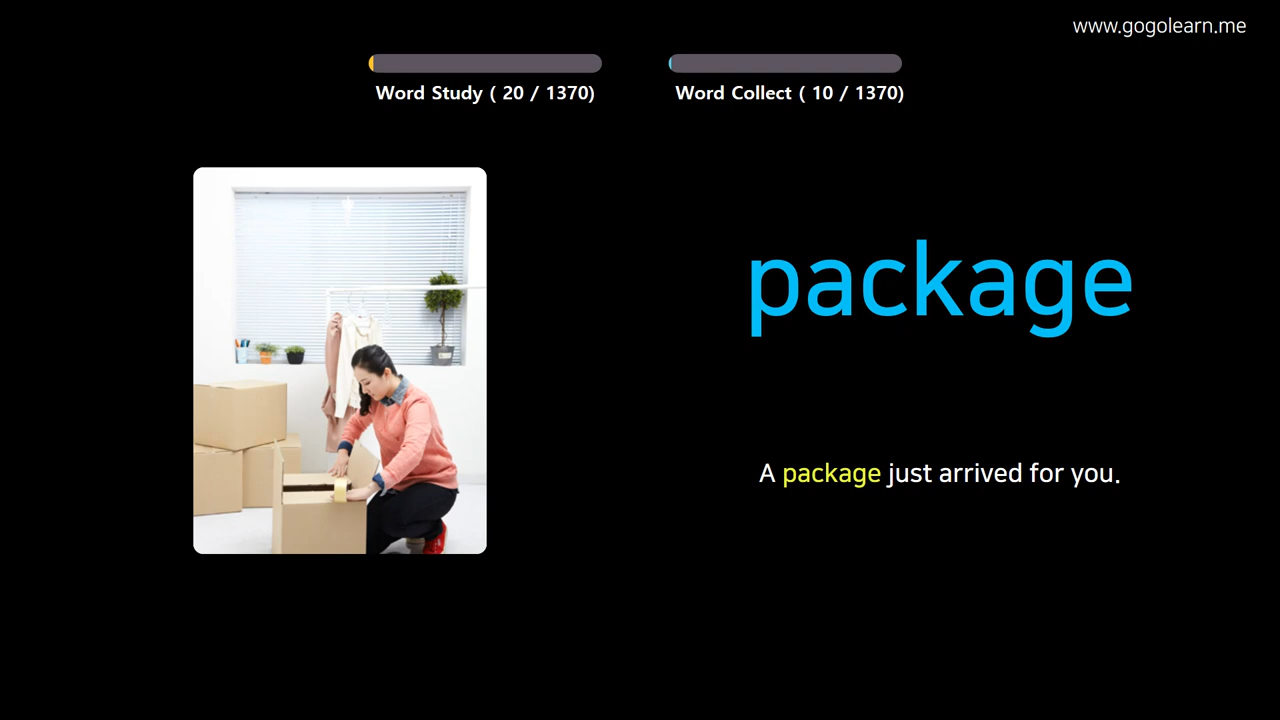 www.gogolearn.me
Word Study ( 20 / 1370)
Word Collect ( 10 / 1370)
package
A package just arrived for you.